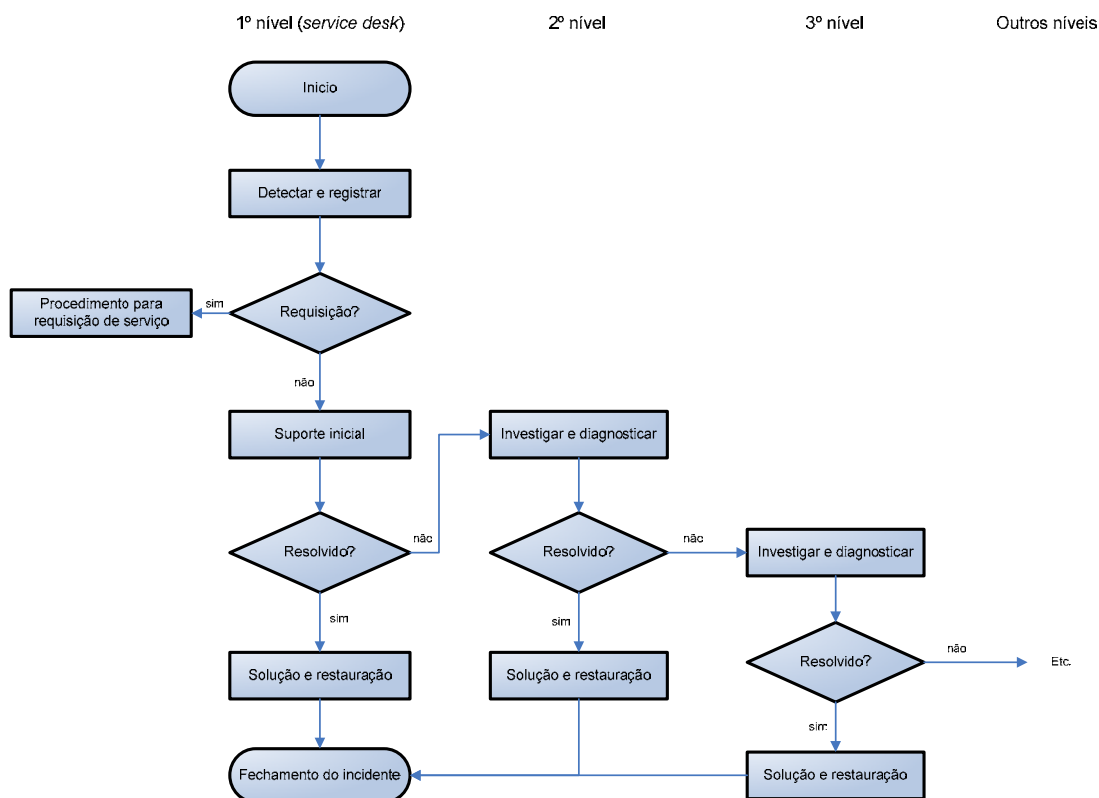 1º nível (service desk)
2º nível
3º nível
Outros níveis
Inicio
Detectar e registrar
Requisição?
sim
Procedimento para
requisição de serviço
não
Suporte inicial
Investigar e diagnosticar
Resolvido?
não
Resolvido?
não
Investigar e diagnosticar
sim
sim
Resolvido?
não
Etc.
Solução e restauração
Solução e restauração
sim
Fechamento do incidente
Solução e restauração